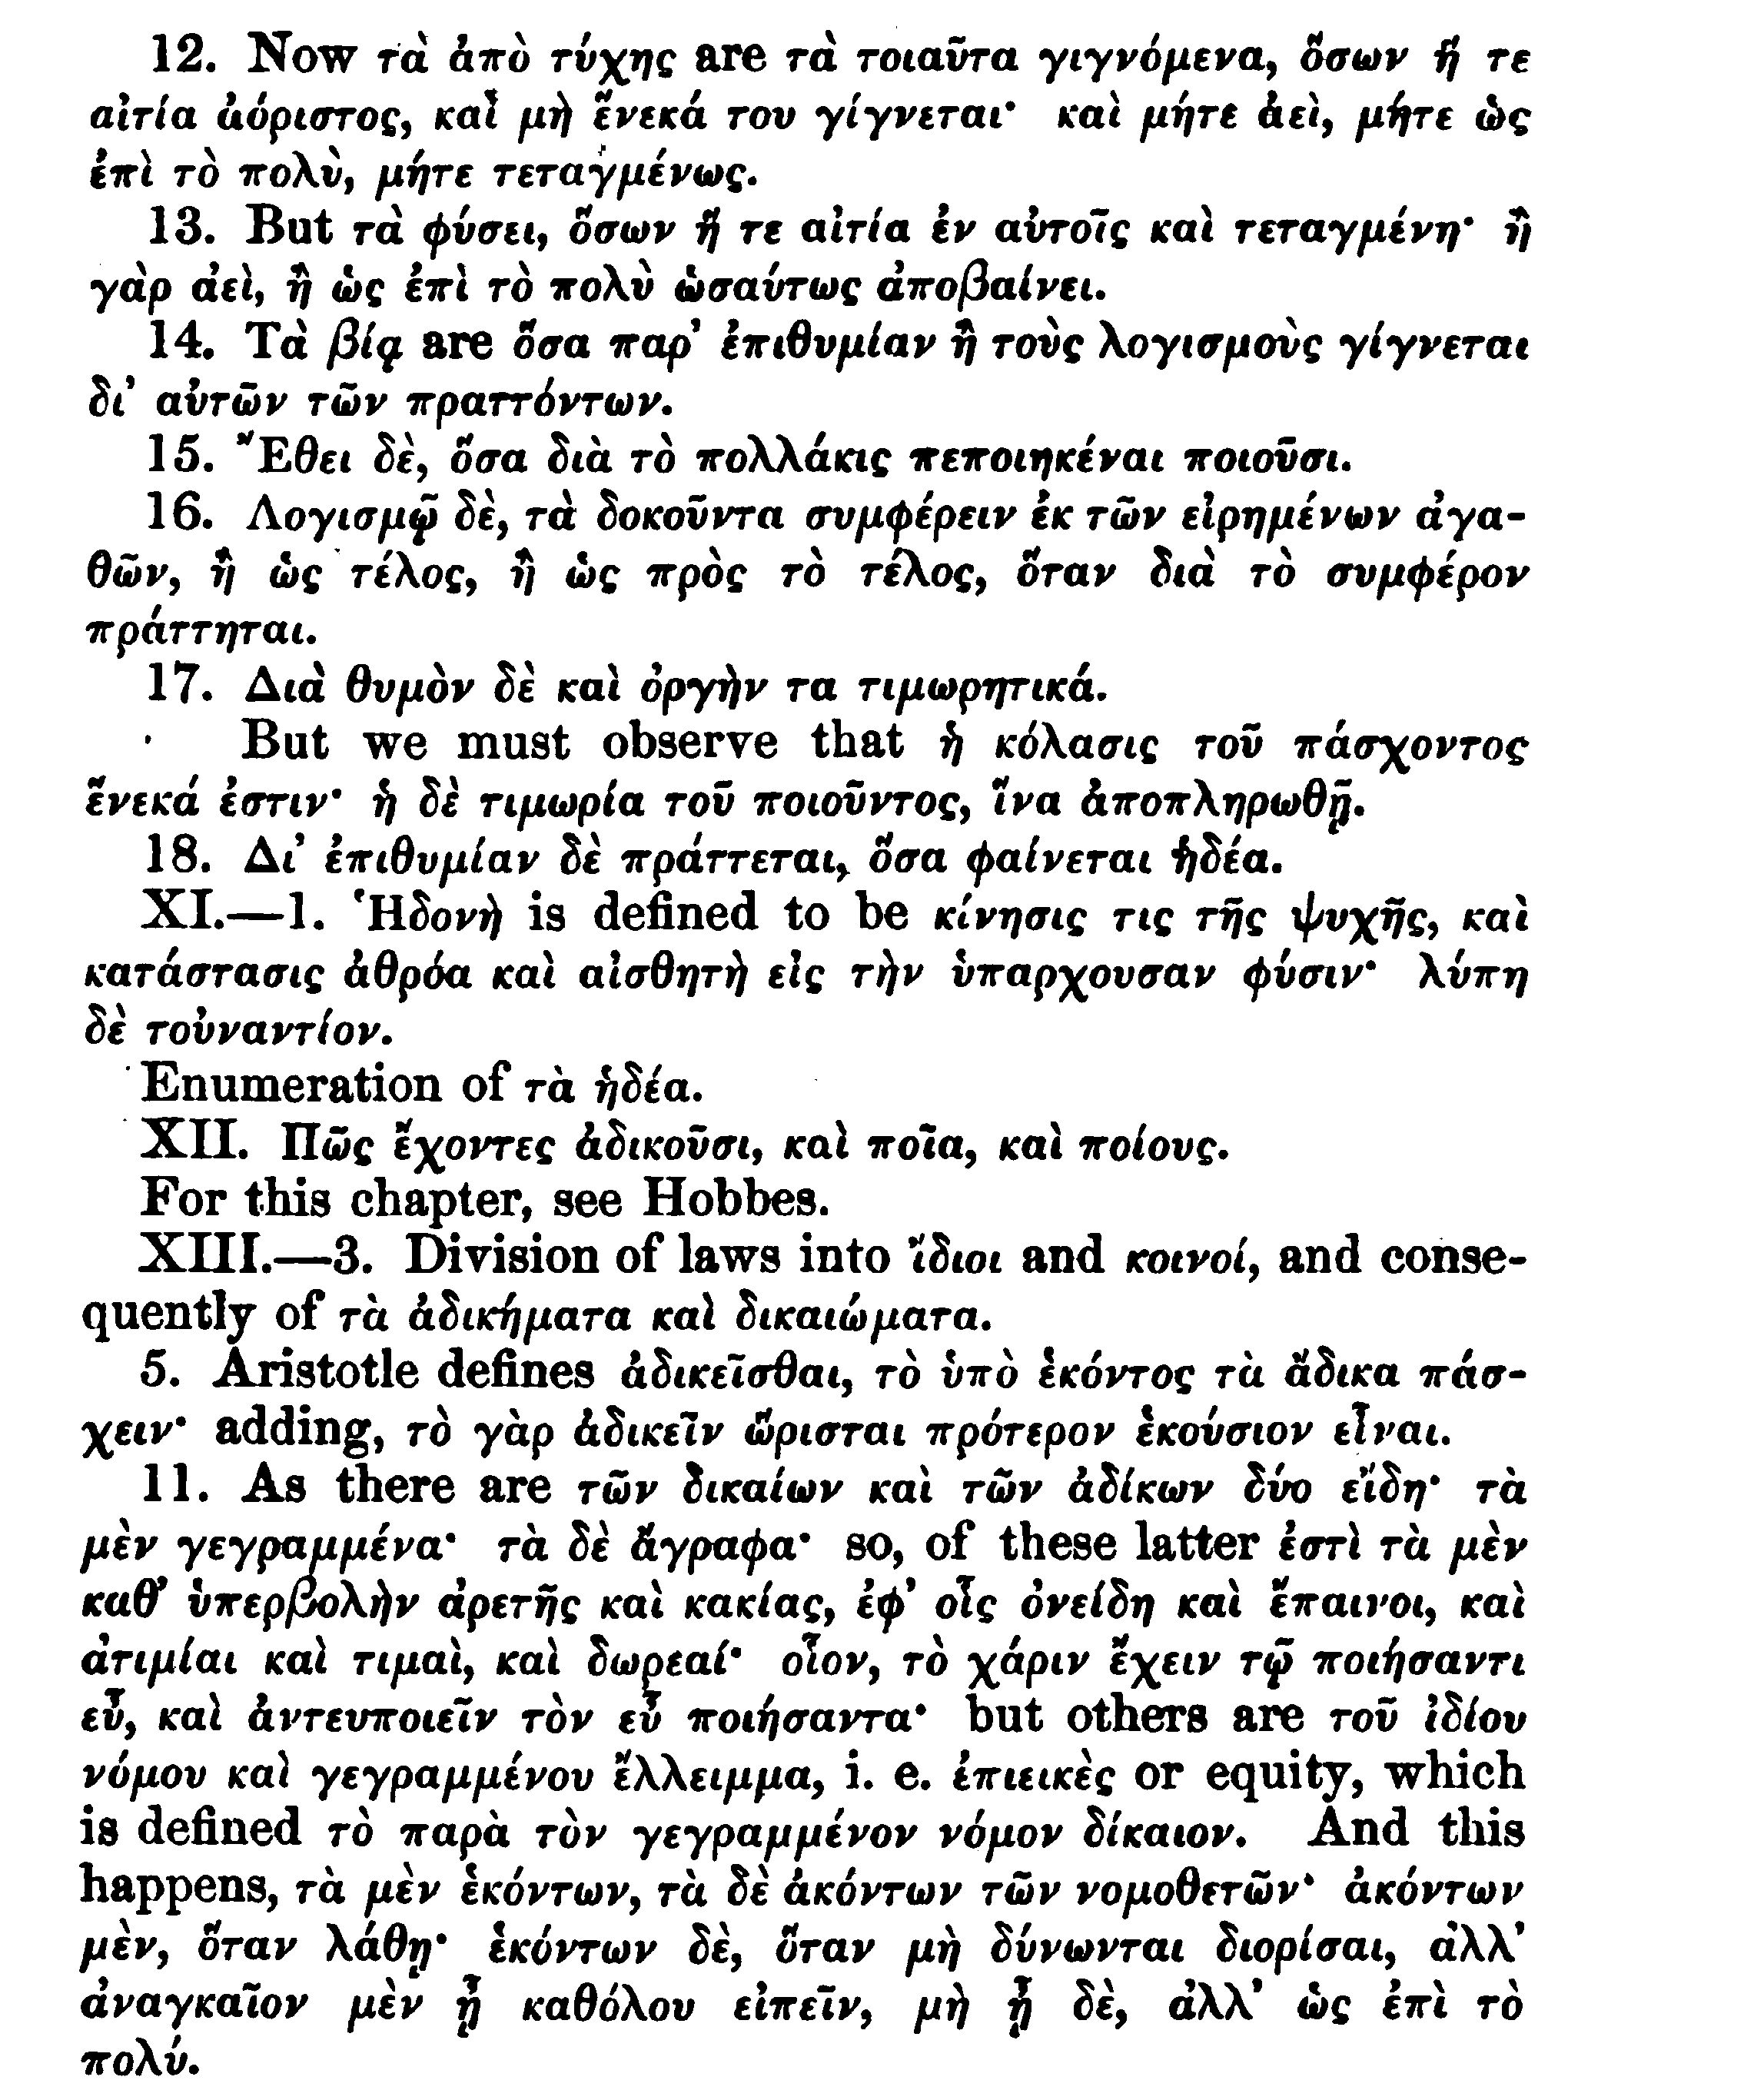 12. Now τὰ ἀπὸ τύχης are τὰ τοιαῦτα γιγνόμενα, ὅσων ἥ τε
αἰτία ἀόριστος, καὶ μὴ ἕνεκά του γίγνεται· καὶ μήτε ἀεὶ, μήτε ὡς
ἐπὶ τὸ πολὺ, μήτε τεταγμένως.
13. But τὰ φύσει, ὅσων ἥ τε αἰτία ἐν αὐτοῖς καὶ τεταγμένη· ἢ
γὰρ ἀεὶ, ἢ ὡς ἐπὶ τὸ πολὺ ὡσαύτως ἀποβαίνει.
14. Τὰ βίᾳ are ὅσα παρ’ ἐπιθυμίαν ἢ τοὺς λογισμοὺς γίγνεται
δι’ αὐτῶν τῶν πραττόντων.
15. Ἔθει δὲ, ὅσα διὰ τὸ πολλάκις πεποιηκέναι ποιοῦσι.
16. Λογισμῷ δὲ, τὰ δοκοῦντα συμφέρειν ἐκ τῶν εἰρημένων ἀγα-
θῶν, ἢ ὡς τέλος, ἢ ὡς πρὸς τὸ τέλος, ὅταν διὰ τὸ συμφέρον
πράττηται.
17. Διὰ θυμὸν δὲ καὶ ὀργὴν τα τιμωρητικά.
But we must observe that ἡ κόλασις τοῦ πάσχοντος
ἕνεκά ἐστιν· ἡ δὲ τιμωρία τοῦ ποιοῦντος, ἵνα ἀποπληρωθῇ.
18. Δι’ ἐπιθυμίαν δὲ πράττεται, ὅσα φαίνεται ἡδέα.
XI.—1. Ἡδονὴ is defined to be κίνησις τις τῆς ψυχῆς, καὶ
κατάστασις ἀθρόα καὶ αἰσθητὴ εἰς τὴν ὑπαρχουσαν φύσιν· λύπη
δὲ τοὐναντίον.
Enumeration of τὰ ἡδέα.
XII. Πῶς ἔχοντες ἀδικοῦσι, καὶ ποῖα, καὶ ποίους.
For this chapter, see Hobbes.
XIII.—3. Division of laws into ἴδιοι and κοινοί, and conse-
quently of τὰ ἀδικήματα καὶ δικαιώματα.
5. Aristotle defines ἀδικεῖσθαι, τὸ ὑπὸ ἑκόντος τὰ ἄδικα πάσ-
χειν· adding, τὸ γὰρ ἀδικεῖν ὥρισται πρότερον ἑκούσιον εἶναι.
11. As there are τῶν δικαίων καὶ τῶν ἀδίκων δύο εἴδη· τὰ
μὲν γεγραμμένα· τὰ δὲ ἄγραφα· so, of these latter ἐστὶ τὰ μὲν
καθ’ ὑπερβολὴν ἀρετῆς καὶ κακίας, ἐφ’ οἷς ὀνείδη καὶ ἔπαινοι, καὶ
ἀτιμίαι καὶ τιμαὶ, καὶ δωρεαί· οἷον, τὸ χάριν ἔχειν τῷ ποιήσαντι
εὖ, καὶ ἀντευποιεῖν τὸν εὖ ποιήσαντα· but others are τοῦ ἰδίου
νόμου καὶ γεγραμμένου ἔλλειμμα, i. e. ἐπιεικὲς or equity, which
is defined τὸ παρὰ τὸν γεγραμμένον νόμον δίκαιον. And this
happens, τὰ μὲν ἑκόντων, τὰ δὲ ἀκόντων τῶν νομοθετῶν· ἀκόντων
μὲν, ὅταν λάθῃ· ἑκόντων δὲ, ὅταν μὴ δύνωνται διορίσαι, ἀλλ’
ἀναγκαῖον μὲν ᾖ καθόλου εἰπεῖν, μὴ ᾖ δὲ, ἀλλ’ ὡς ἐπὶ τὸ
πολύ.